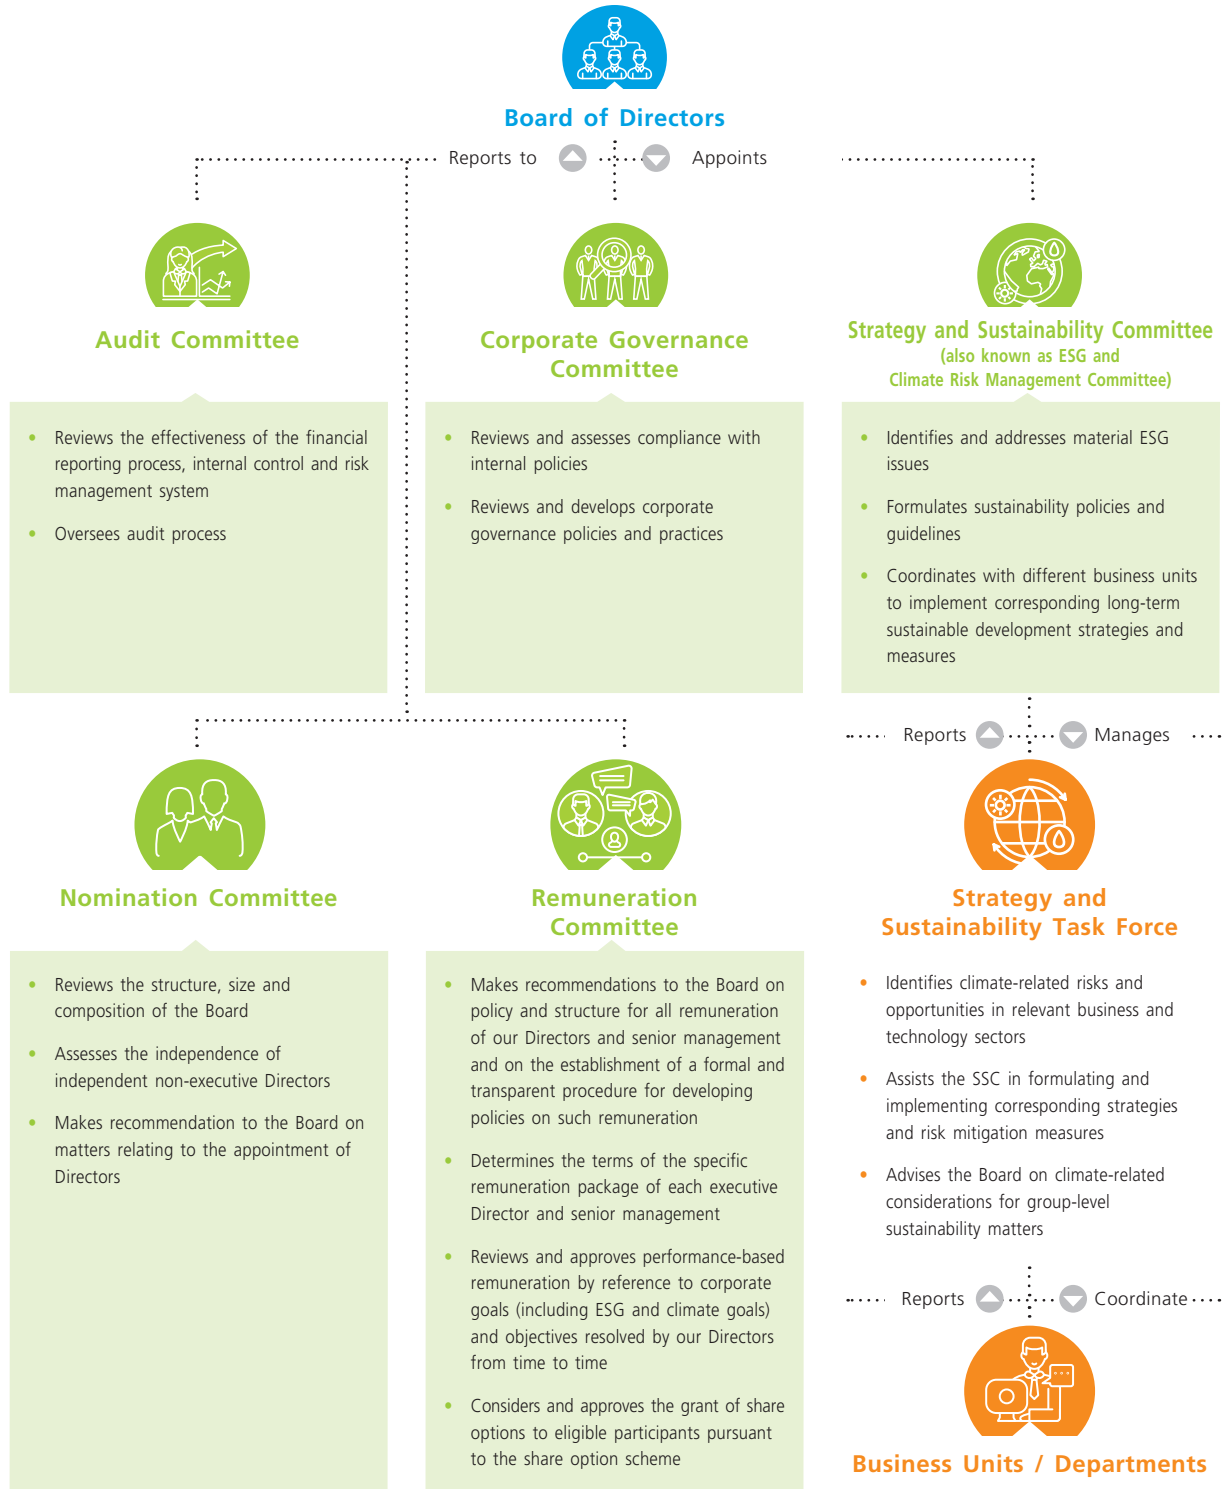 Board of Directors
Reports to
Appoints
Audit Committee
• Reviews the effectiveness of the financial
reporting process, internal control and risk
management system
• Oversees audit process
Corporate Governance
Committee
• Reviews and assesses compliance with
internal policies
• Reviews and develops corporate
governance policies and practices
Strategy and Sustainability Committee
(also known as ESG and
Climate Risk Management Committee)
• Identifies and addresses material ESG
issues
• Formulates sustainability policies and
guidelines
• Coordinates with different business units
to implement corresponding long-term
sustainable development strategies and
measures
Reports
Manages
Nomination Committee
• Reviews the structure, size and
composition of the Board
• Assesses the independence of
independent non-executive Directors
• Makes recommendation to the Board on
matters relating to the appointment of
Directors
Remuneration
Committee
• Makes recommendations to the Board on
policy and structure for all remuneration
of our Directors and senior management
and on the establishment of a formal and
transparent procedure for developing
policies on such remuneration
• Determines the terms of the specific
remuneration package of each executive
Director and senior management
• Reviews and approves performance-based
remuneration by reference to corporate
goals (including ESG and climate goals)
and objectives resolved by our Directors
from time to time
• Considers and approves the grant of share
options to eligible participants pursuant
to the share option scheme
Strategy and
Sustainability Task Force
• Identifies climate-related risks and
opportunities in relevant business and
technology sectors
• Assists the SSC in formulating and
implementing corresponding strategies
and risk mitigation measures
• Advises the Board on climate-related
considerations for group-level
sustainability matters
Reports
Coordinate
Business Units / Departments